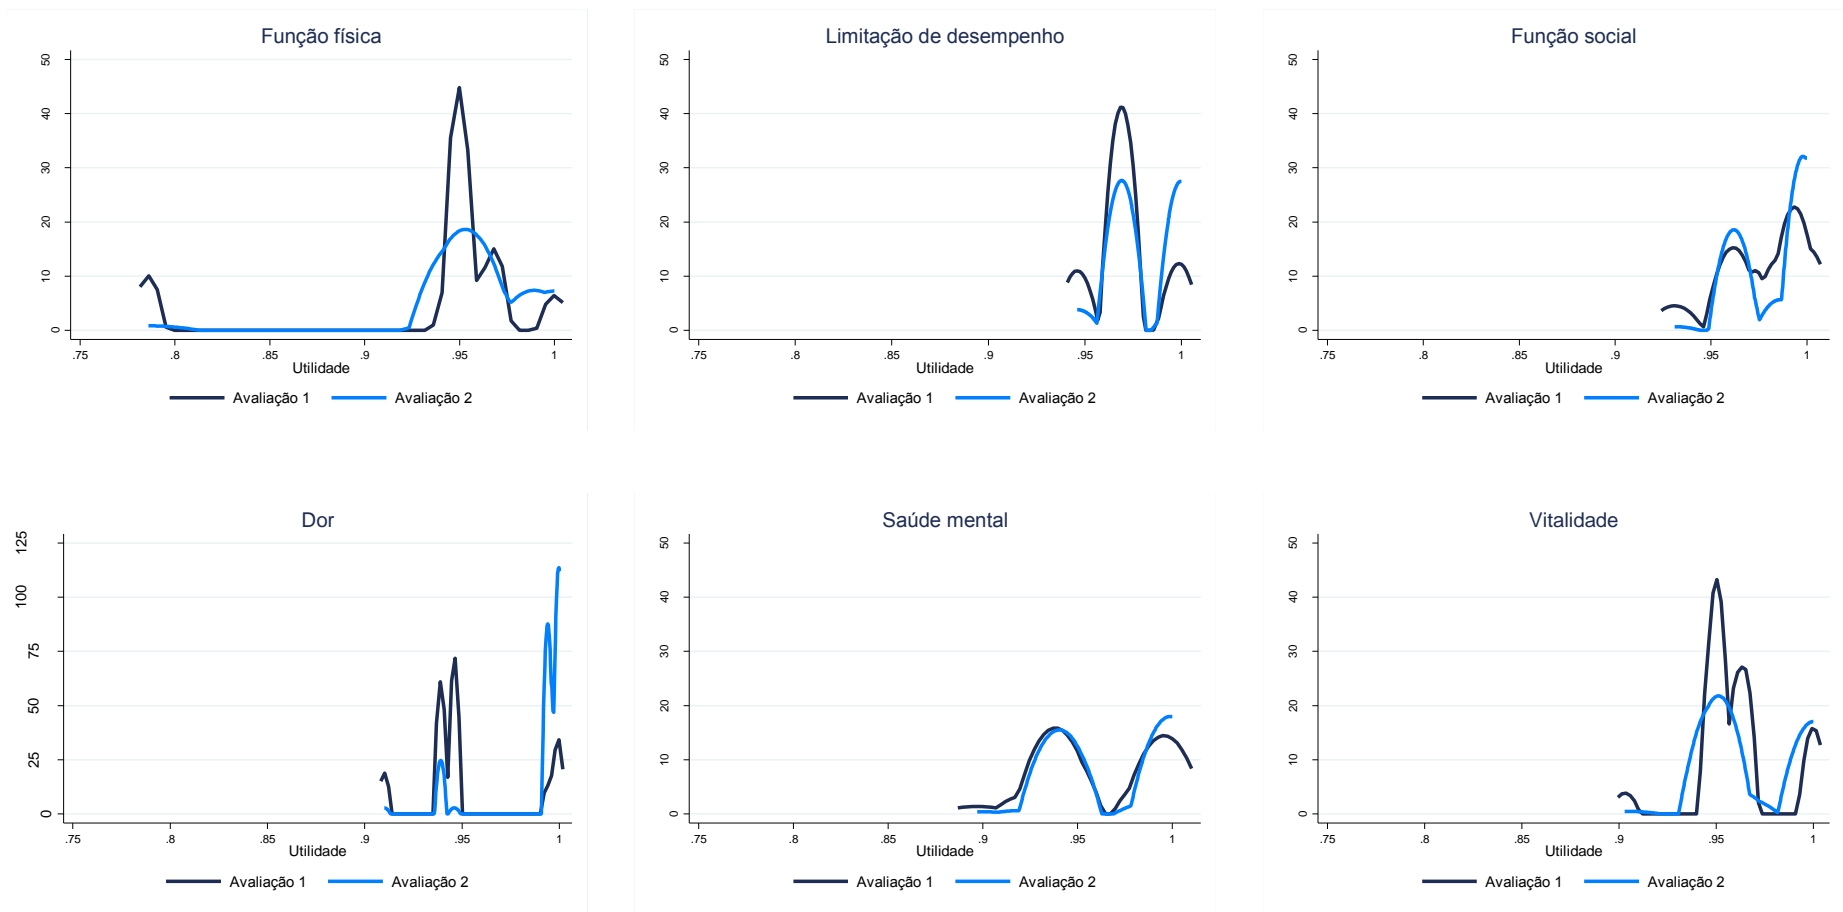 Função física
50
40
30
20
10
0
.75 .8 .85 .9 .95 1
Utilidade
Avaliação 1 Avaliação 2
Limitação de desempenho
50
40
30
20
10
0
.75 .8 .85 .9 .95 1
Utilidade
Avaliação 1 Avaliação 2
Função social
50
40
30
20
10
0
.75 .8 .85 .9 .95 1
Utilidade
Avaliação 1 Avaliação 2
Dor
125
100
75
50
25
0
.75 .8 .85 .9 .95 1
Utilidade
Avaliação 1 Avaliação 2
Saúde mental
50
40
30
20
10
0
.75 .8 .85 .9 .95 1
Utilidade
Avaliação 1 Avaliação 2
Vitalidade
50
40
30
20
10
0
.75 .8 .85 .9 .95 1
Utilidade
Avaliação 1 Avaliação 2